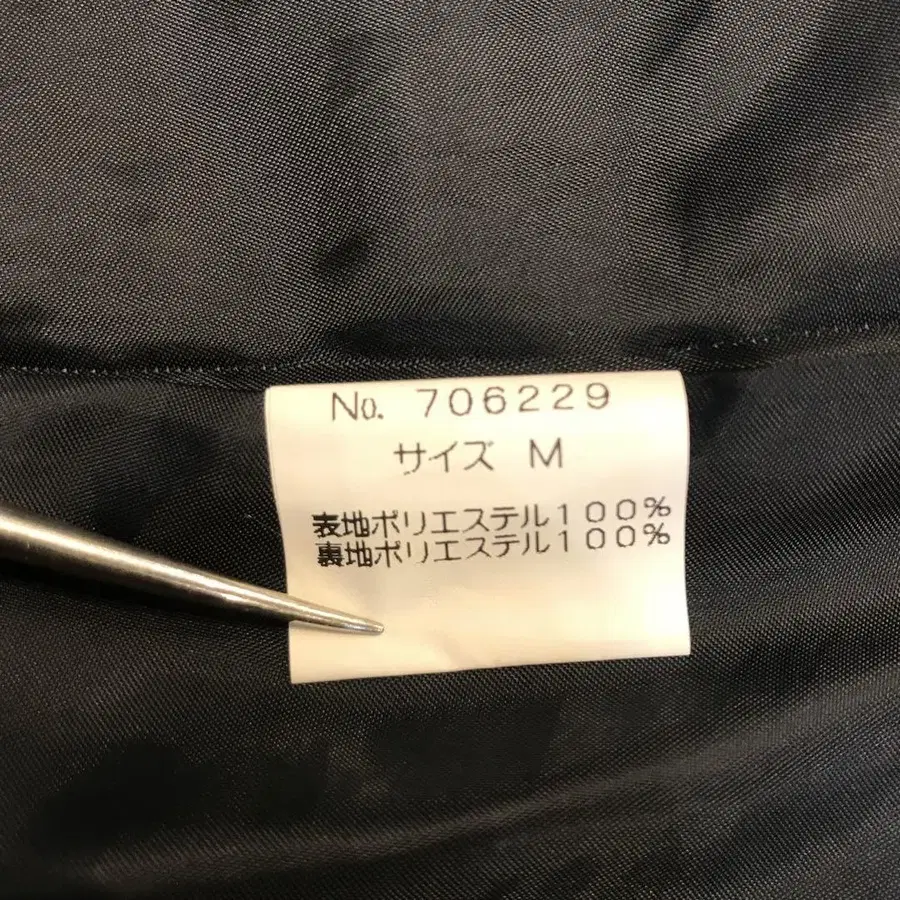 No. 706229
サイズ M
表地ポリエステル100%
裏地ポリエステル100%